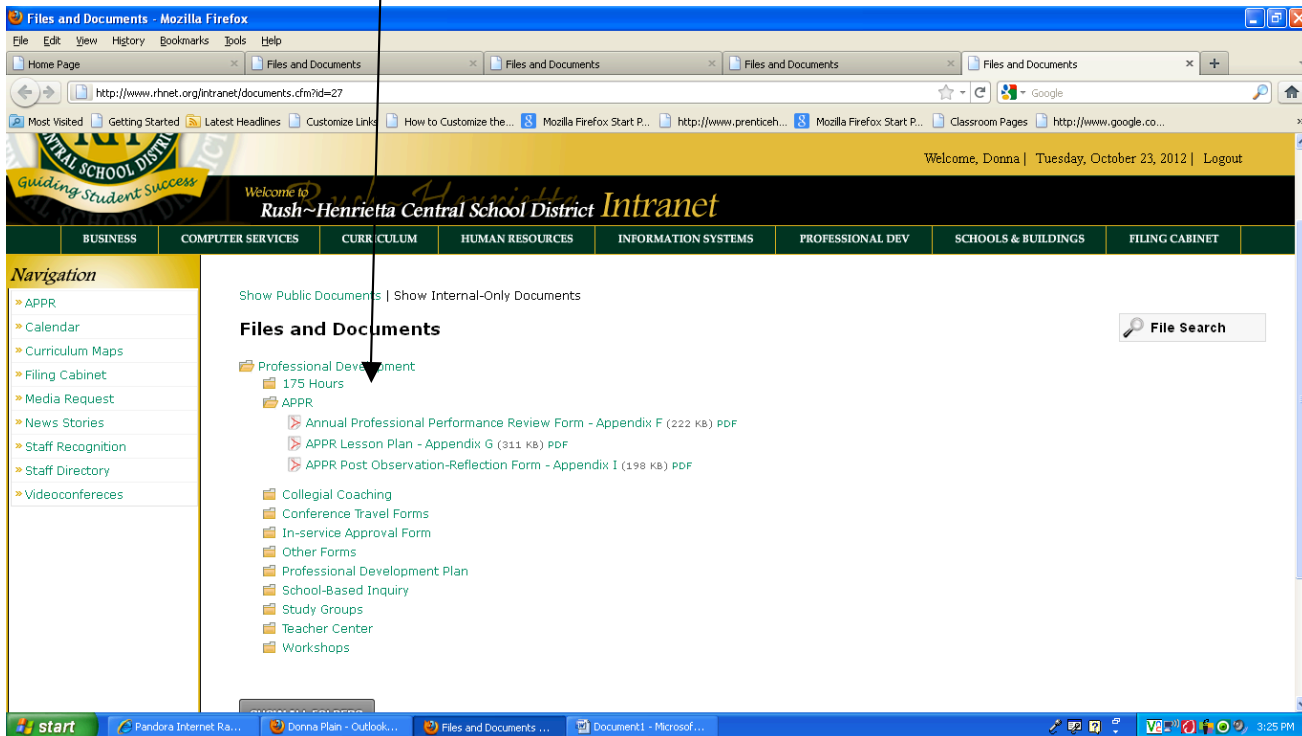 Files and Documents - Mozilla Firefox
File Edit View History Bookmarks Tools Help
Home Page Files and Documents Files and Documents Files and Documents Files and Documents
http://www.rhnet.org/intranet/documents.cfm?id=27 Google
Most Visited Getting Started Latest Headlines Customize Links How to Customize the... Mozilla Firefox Start P... http://www.prenticeh... Mozilla Firefox Start P... Classroom Pages http://www.google.co...
CENTRAL SCHOOL DISTRICT
Guiding Student Success
Welcome, Donna | Tuesday, October 23, 2012 | Logout
Welcome to
Rush~Henrietta Central School District Intranet
BUSINESS COMPUTER SERVICES CURRICULUM HUMAN RESOURCES INFORMATION SYSTEMS PROFESSIONAL DEV SCHOOLS & BUILDINGS FILING CABINET
Navigation
» APPR
» Calendar
» Curriculum Maps
» Filing Cabinet
» Media Request
» News Stories
» Staff Recognition
» Staff Directory
» Videoconfereces
Show Public Documents | Show Internal-Only Documents
Files and Documents
File Search
Professional Development
175 Hours
APPR
Annual Professional Performance Review Form - Appendix F (222 KB) PDF
APPR Lesson Plan - Appendix G (311 KB) PDF
APPR Post Observation-Reflection Form - Appendix I (198 KB) PDF
Collegial Coaching
Conference Travel Forms
In-service Approval Form
Other Forms
Professional Development Plan
School-Based Inquiry
Study Groups
Teacher Center
Workshops
start Pandora Internet Ra... Donna Plain - Outlook... Files and Documents ... Document1 - Microsof... 3:25 PM